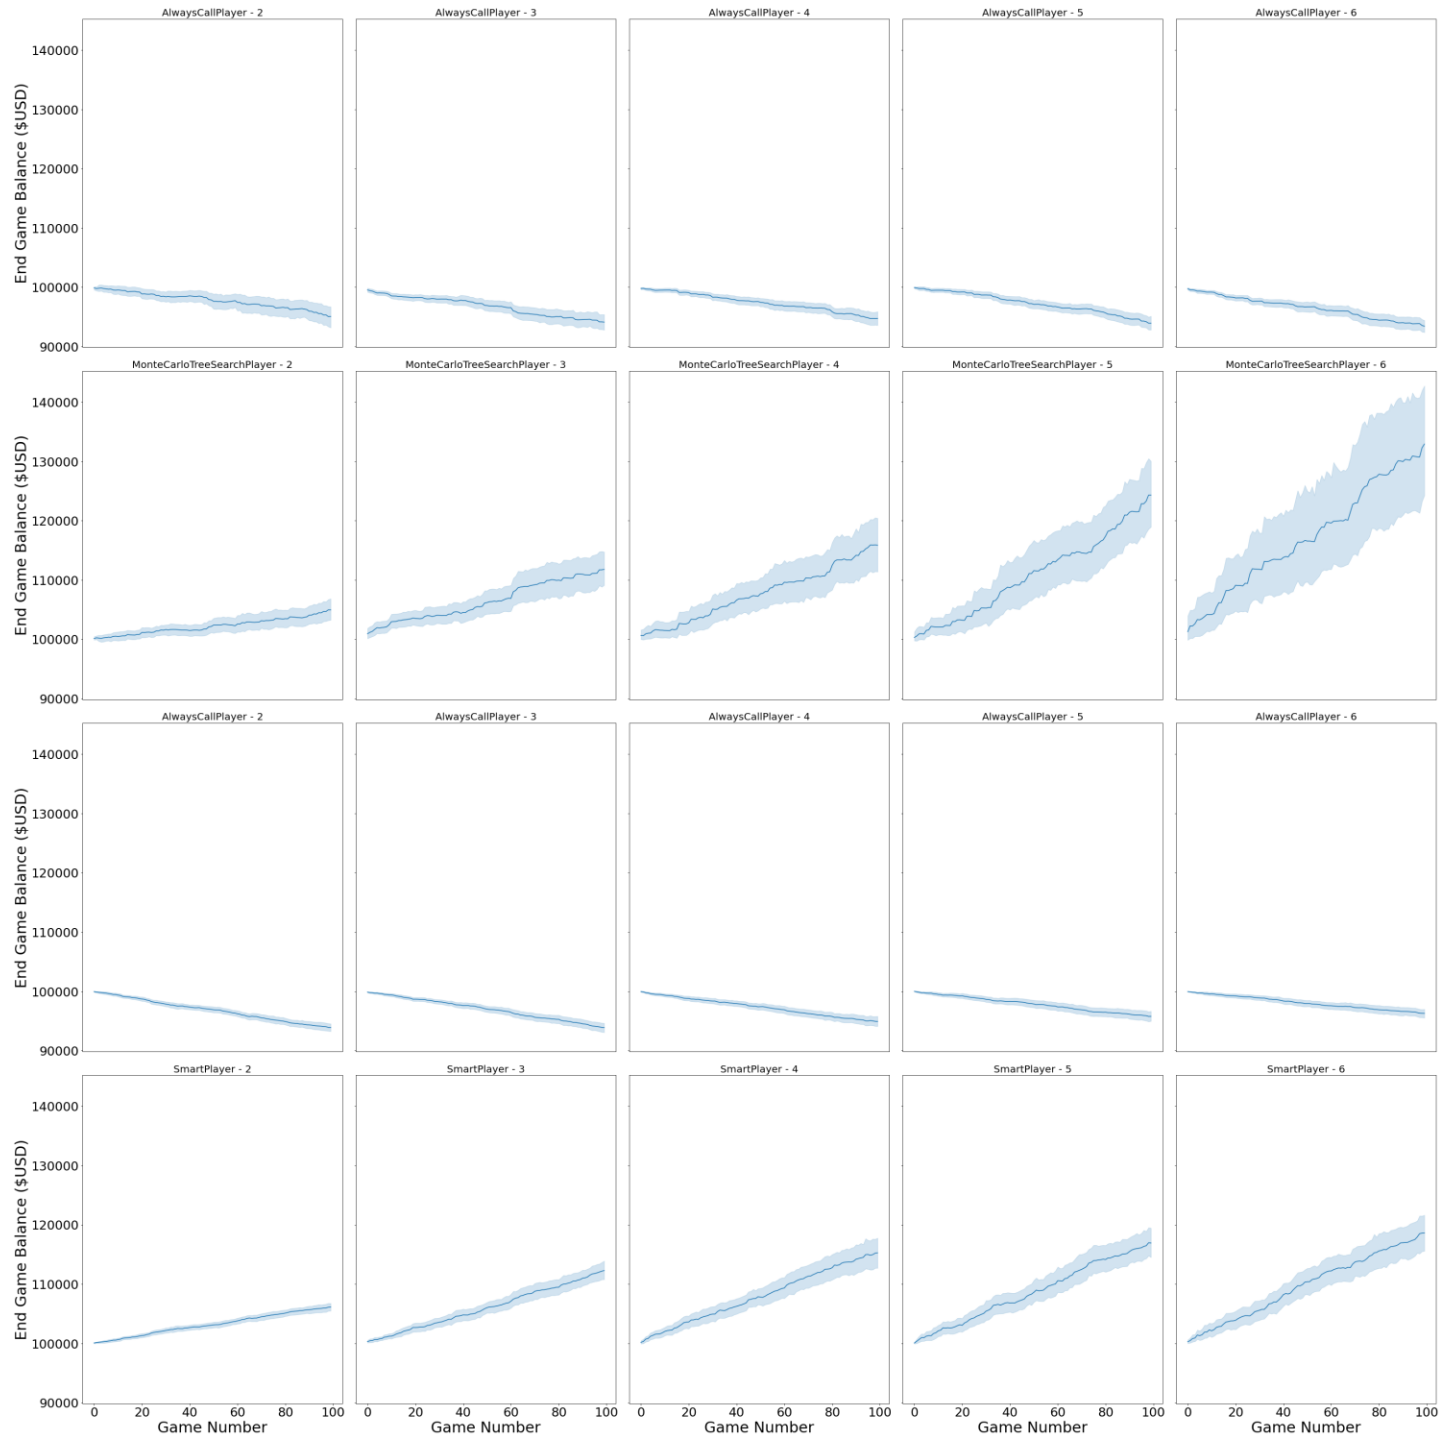 AlwaysCallPlayer - 2
AlwaysCallPlayer - 3
AlwaysCallPlayer - 4
AlwaysCallPlayer - 5
AlwaysCallPlayer - 6
End Game Balance ($USD)
140000
130000
120000
110000
100000
90000
MonteCarloTreeSearchPlayer - 2
MonteCarloTreeSearchPlayer - 3
MonteCarloTreeSearchPlayer - 4
MonteCarloTreeSearchPlayer - 5
MonteCarloTreeSearchPlayer - 6
End Game Balance ($USD)
140000
130000
120000
110000
100000
90000
AlwaysCallPlayer - 2
AlwaysCallPlayer - 3
AlwaysCallPlayer - 4
AlwaysCallPlayer - 5
AlwaysCallPlayer - 6
End Game Balance ($USD)
140000
130000
120000
110000
100000
90000
SmartPlayer - 2
SmartPlayer - 3
SmartPlayer - 4
SmartPlayer - 5
SmartPlayer - 6
End Game Balance ($USD)
140000
130000
120000
110000
100000
90000
0 20 40 60 80 100
0 20 40 60 80 100
0 20 40 60 80 100
0 20 40 60 80 100
0 20 40 60 80 100
Game Number
Game Number
Game Number
Game Number
Game Number